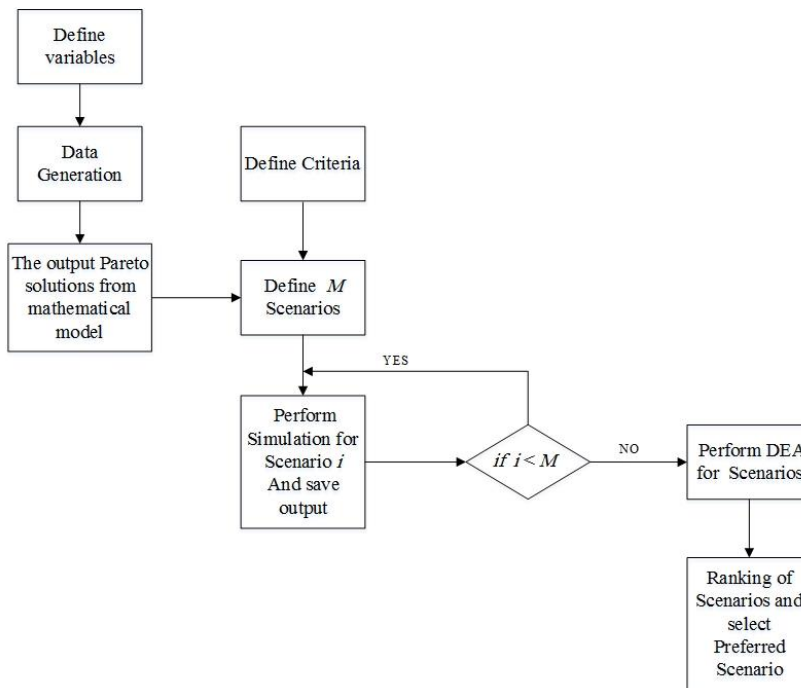 Define
variables
Data
Generation
The output Pareto
solutions from
mathematical
model
Define Criteria
Define M
Scenarios
YES
Perform
Simulation for
Scenario i
And save
output
if i < M
NO
Perform DEA
for Scenarios
Ranking of
Scenarios and
select
Preferred
Scenario